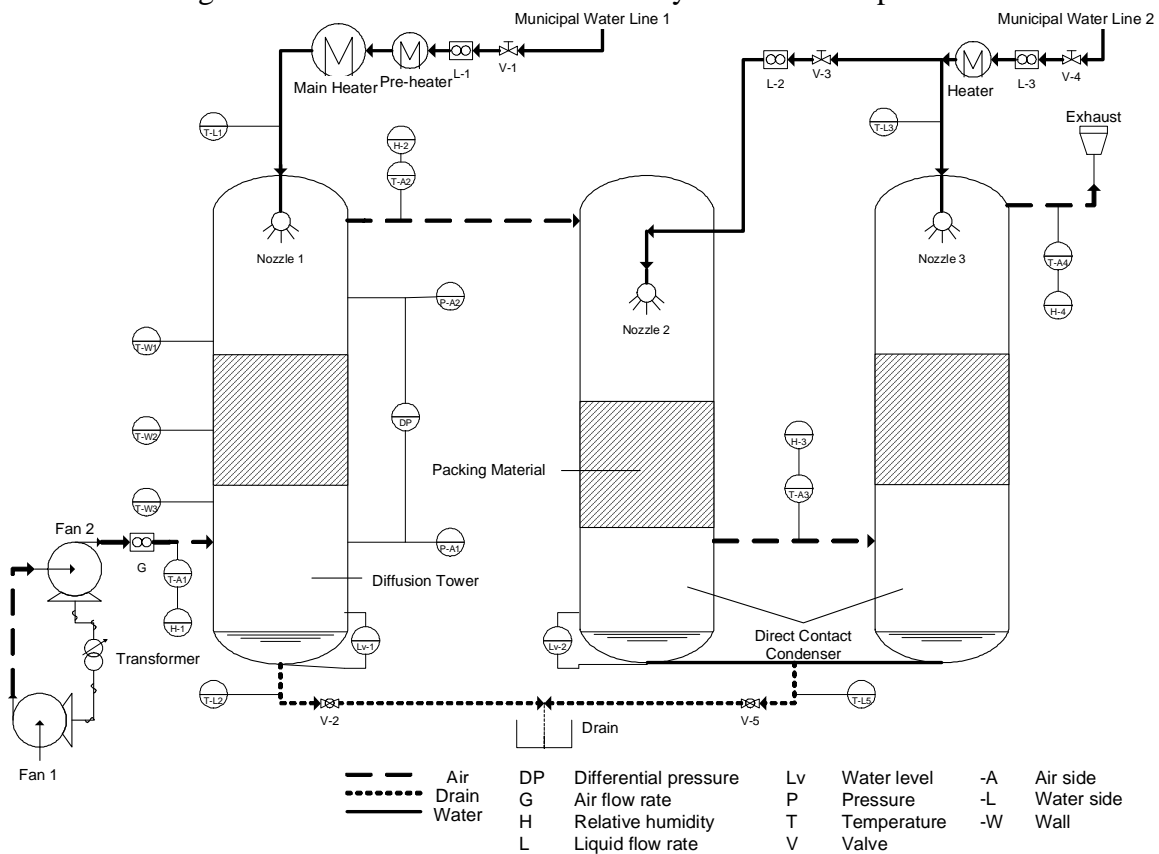 Municipal Water Line 1
Municipal Water Line 2
L-1
V-1
Pre-heater
Main Heater
V-3
L-2
Heater
L-3
V-4
T-L1
H-2
T-A2
T-L3
Exhaust
Nozzle 1
Nozzle 2
Nozzle 3
T-A4
H-4
P-A2
T-W1
DP
T-W2
Packing Material
H-3
T-A3
T-W3
Fan 2
G
T-A1
H-1
P-A1
Diffusion Tower
Transformer
Lv-1
Lv-2
Direct Contact
Condenser
T-L2
V-2
V-5
T-L5
Drain
Fan 1
Air
Drain
Water
DP Differential pressure
G Air flow rate
H Relative humidity
L Liquid flow rate
Lv Water level
P Pressure
T Temperature
V Valve
-A Air side
-L Water side
-W Wall